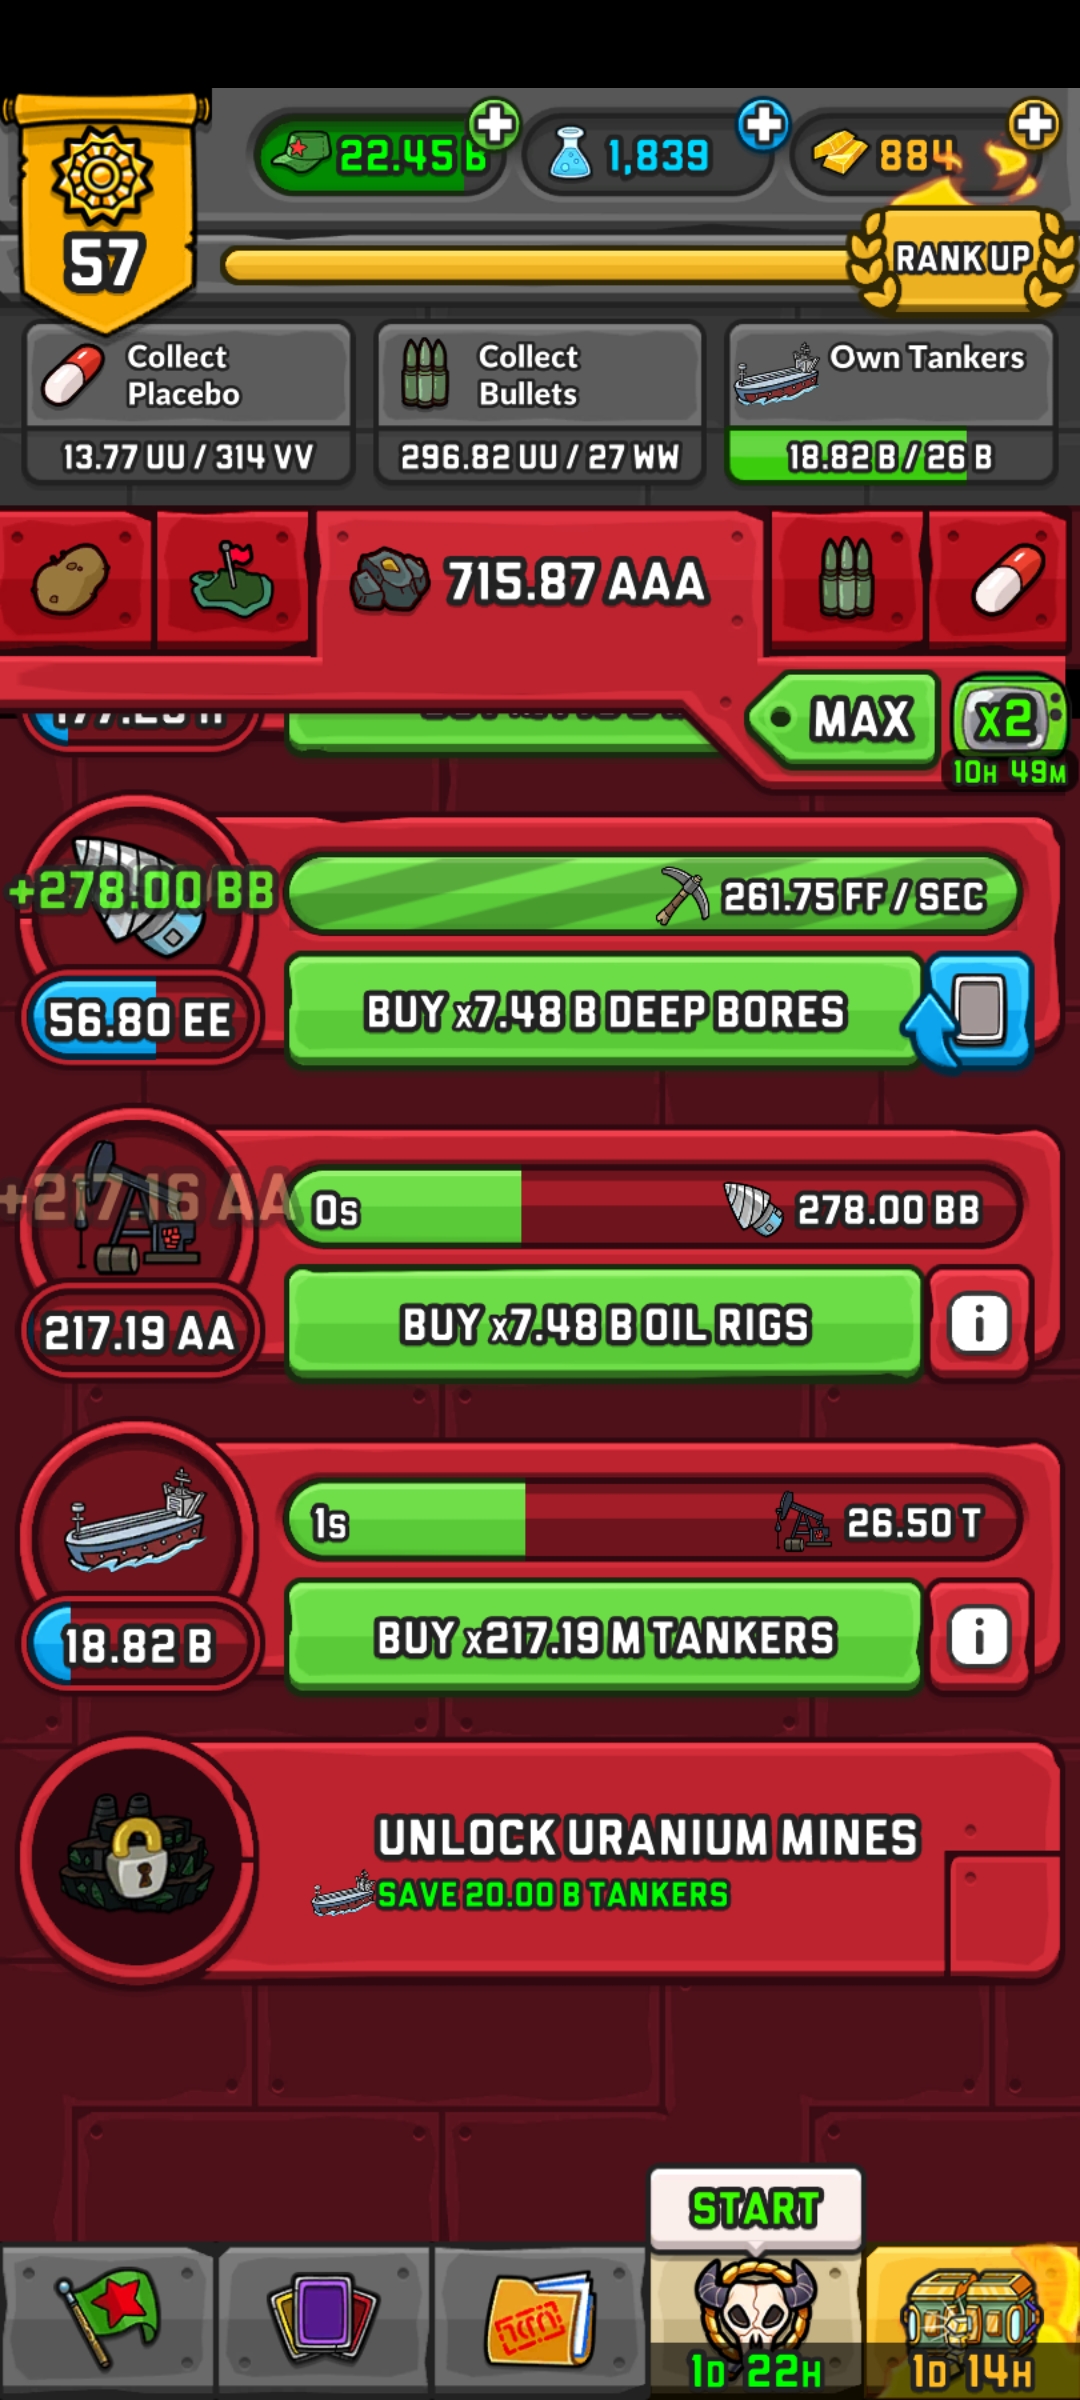 22.45 B
1,839
884
57
RANK UP
Collect
Placebo
13.77 UU / 314 VV
Collect
Bullets
296.82 UU / 27 WW
Own Tankers
18.82 B / 26 B
715.87 AAA
MAX
x2
10H 49M
+278.00 BB
261.75 FF / SEC
56.80 EE
BUY x7.48 B DEEP BORES
+217.16 AA
0s
278.00 BB
217.19 AA
BUY x7.48 B OIL RIGS
i
1s
26.50 T
18.82 B
BUY x217.19 M TANKERS
i
UNLOCK URANIUM MINES
SAVE 20.00 B TANKERS
START
1D 22H
1D 14H